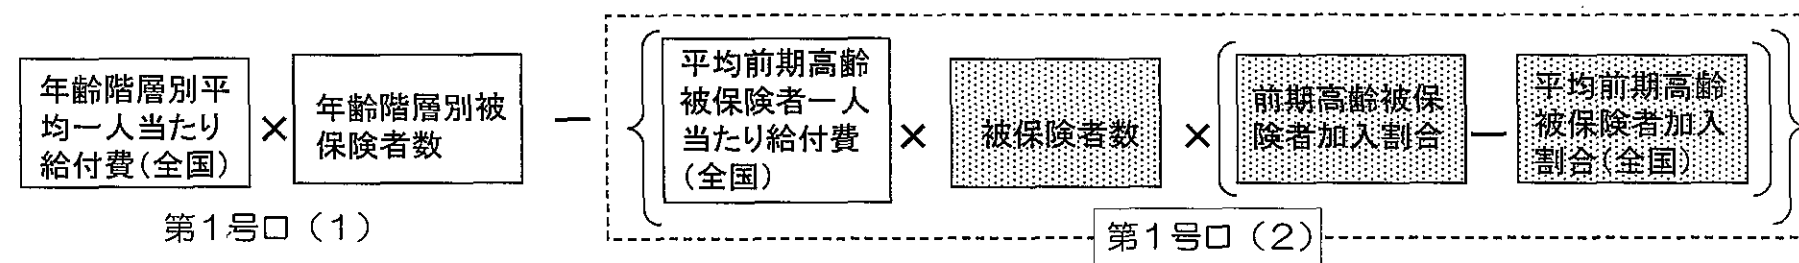 年齢階層別平
均一人当たり
給付費(全国)
×
年齢階層別被
保険者数
－
平均前期高齢
被保険者一人
当たり給付費
(全国)
×
被保険者数
×
前期高齢被保
険者加入割合
－
平均前期高齢
被保険者加入
割合(全国)
第1号ロ(1)
第1号ロ(2)